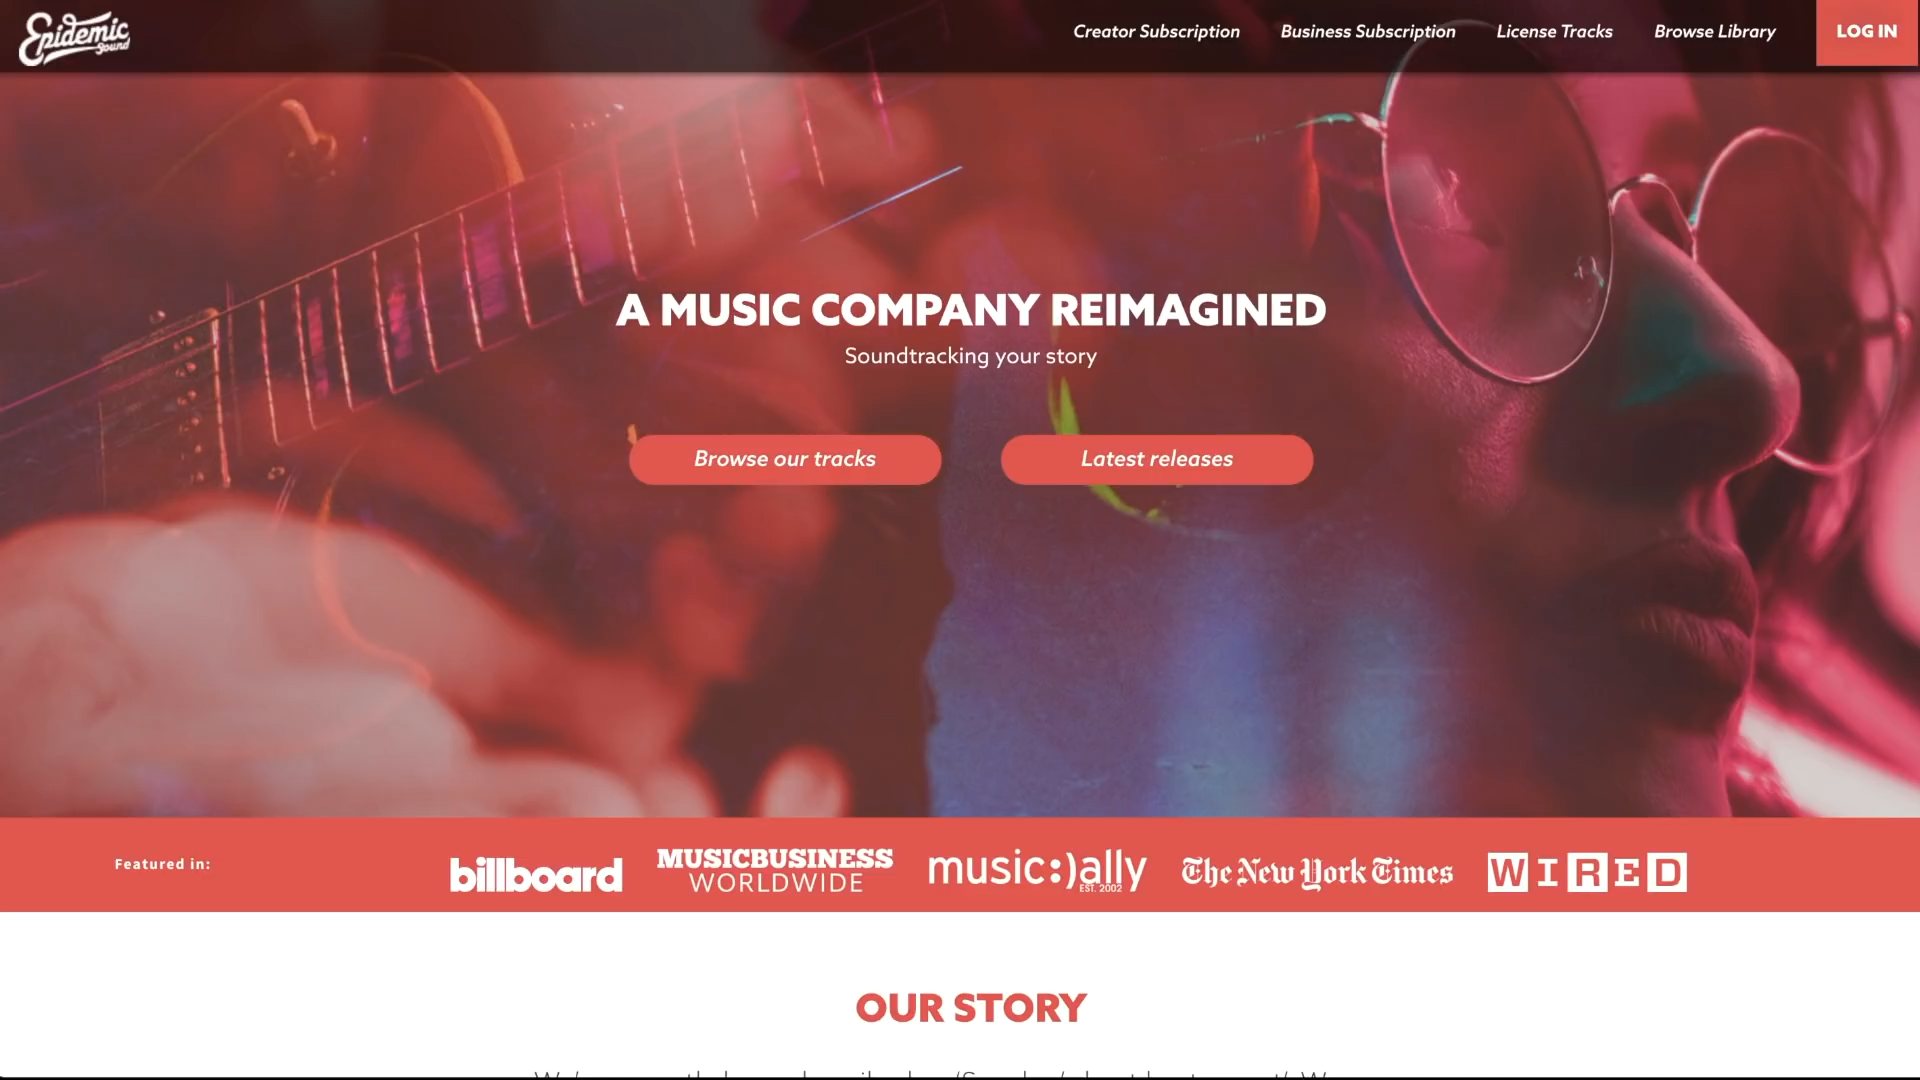 Epidemic Sound
Creator Subscription
Business Subscription
License Tracks
Browse Library
LOG IN
A MUSIC COMPANY REIMAGINED
Soundtracking your story
Browse our tracks
Latest releases
Featured in:
billboard
MUSICBUSINESS
WORLDWIDE
music:)ally
EST. 2002
The New York Times
WIRED
OUR STORY